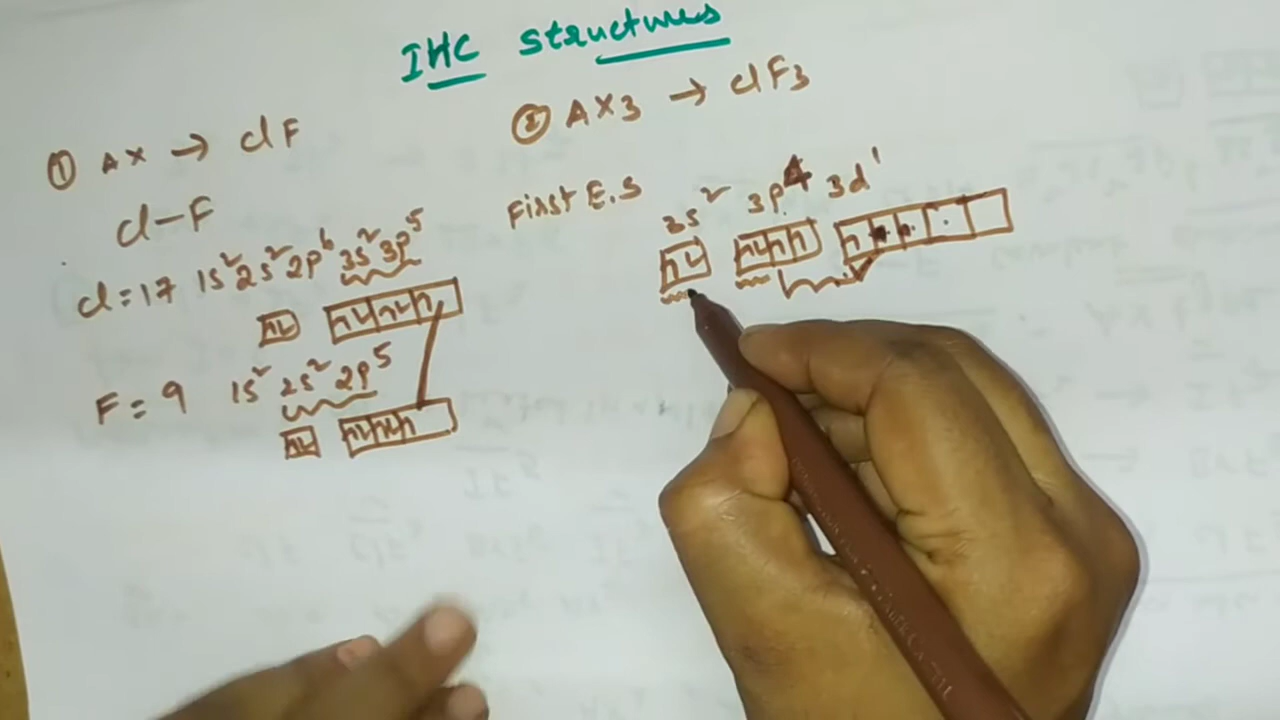 IHC structures
① AX → ClF
Cl-F
Cl = 17 1s² 2s² 2p⁶ 3s² 3p⁵
F = 9 1s² 2s² 2p⁵
② AX3 → ClF3
First E.S 3s² 3p⁴ 3d¹